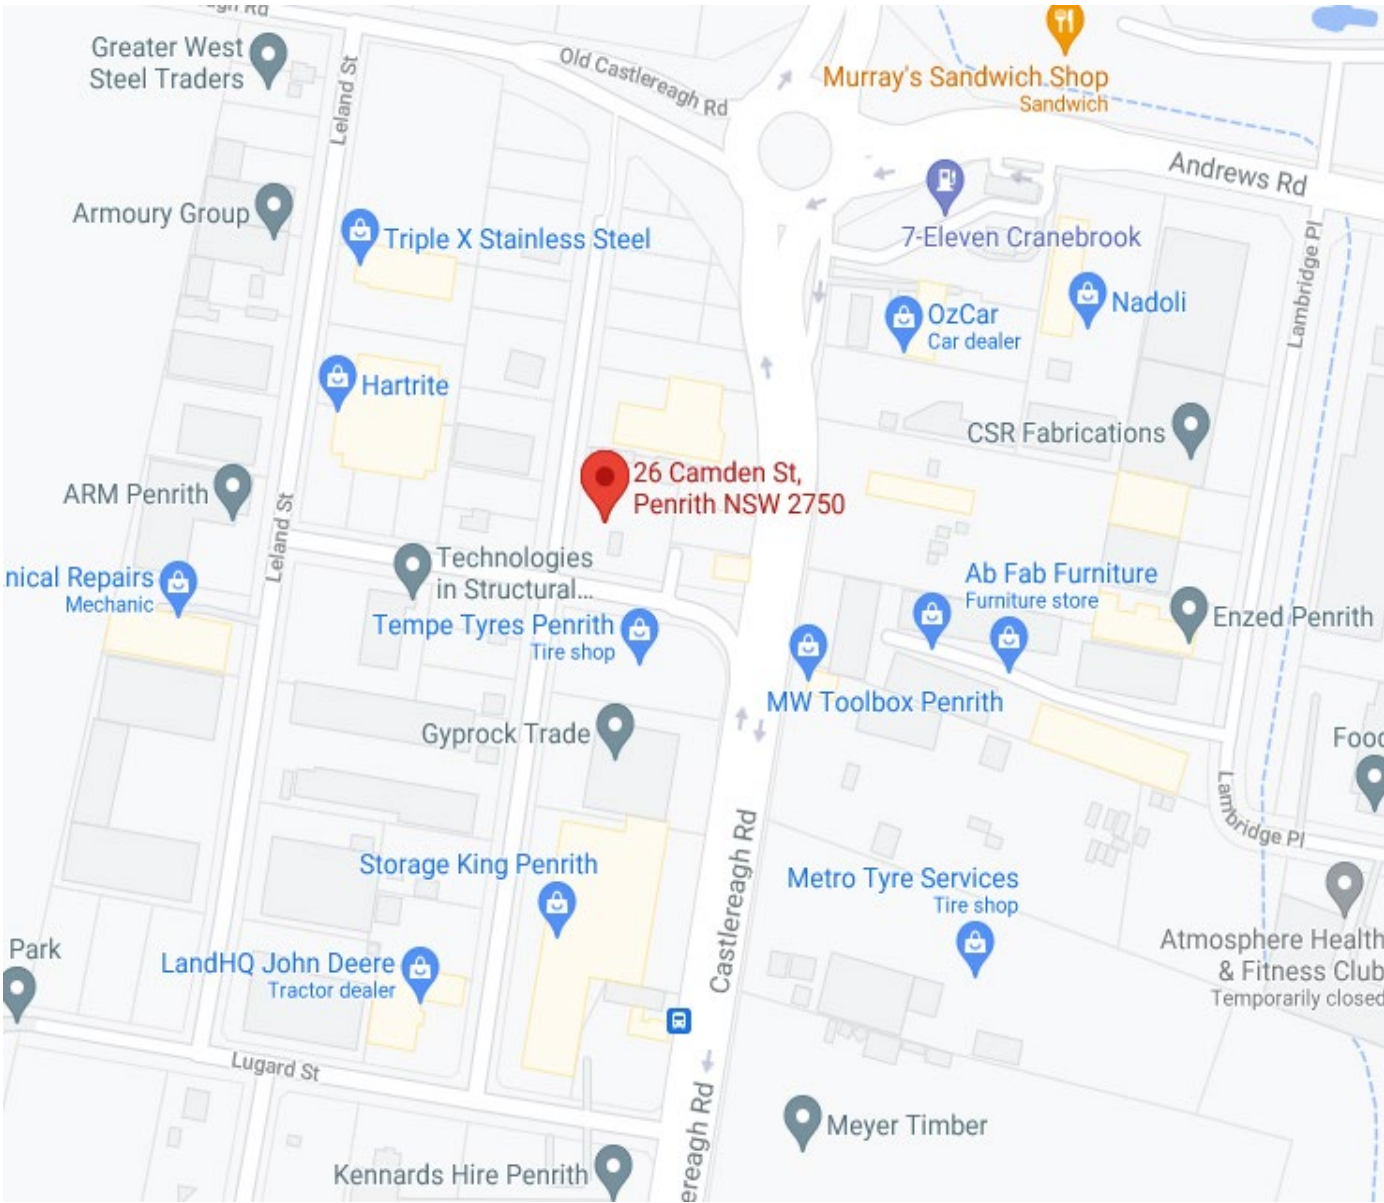 Greater West
Steel Traders
Leland St
Old Castlereagh Rd
Murray's Sandwich Shop
Sandwich
Andrews Rd
Armoury Group
Triple X Stainless Steel
7-Eleven Cranebrook
Lambridge Pl
OzCar
Car dealer
Nadoli
Hartrite
CSR Fabrications
26 Camden St,
Penrith NSW 2750
ARM Penrith
Leland St
Technologies
in Structural...
nical Repairs
Mechanic
Ab Fab Furniture
Furniture store
Enzed Penrith
Tempe Tyres Penrith
Tire shop
MW Toolbox Penrith
Gyprock Trade
Lambridge Pl
Castlereagh Rd
Storage King Penrith
Metro Tyre Services
Tire shop
Park
LandHQ John Deere
Tractor dealer
Atmosphere Health
& Fitness Club
Temporarily closed
Lugard St
ereagh Rd
Meyer Timber
Kennards Hire Penrith